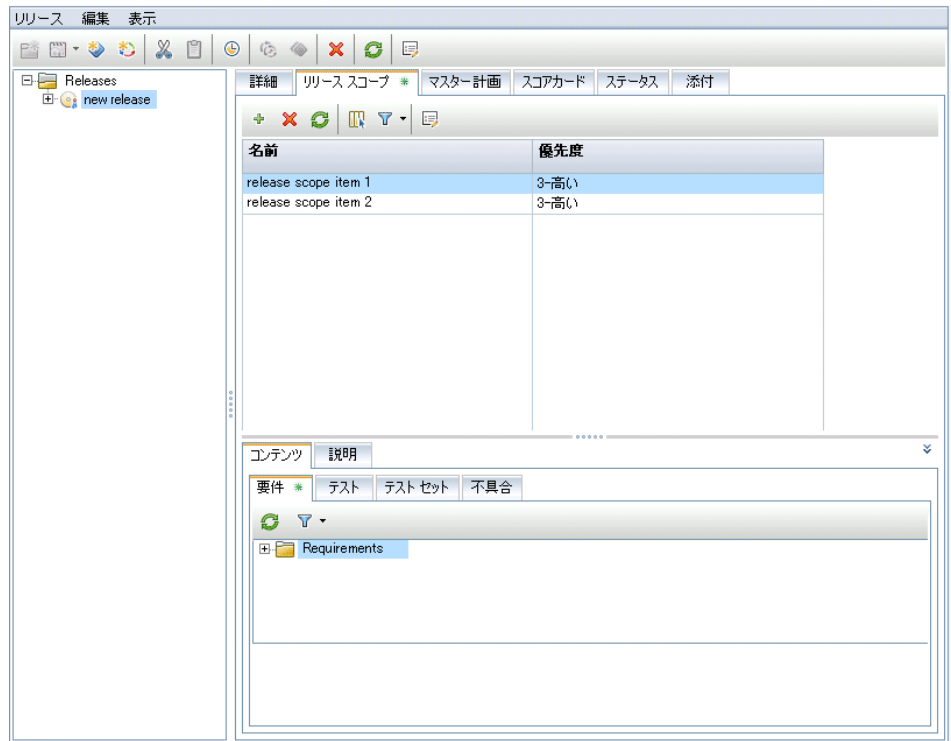 リリース 編集 表示
Releases
new release
詳細 リリース スコープ * マスター計画 スコアカード ステータス 添付
名前 優先度
release scope item 1 3-高い
release scope item 2 3-高い
コンテンツ 説明
要件 * テスト テスト セット 不具合
Requirements